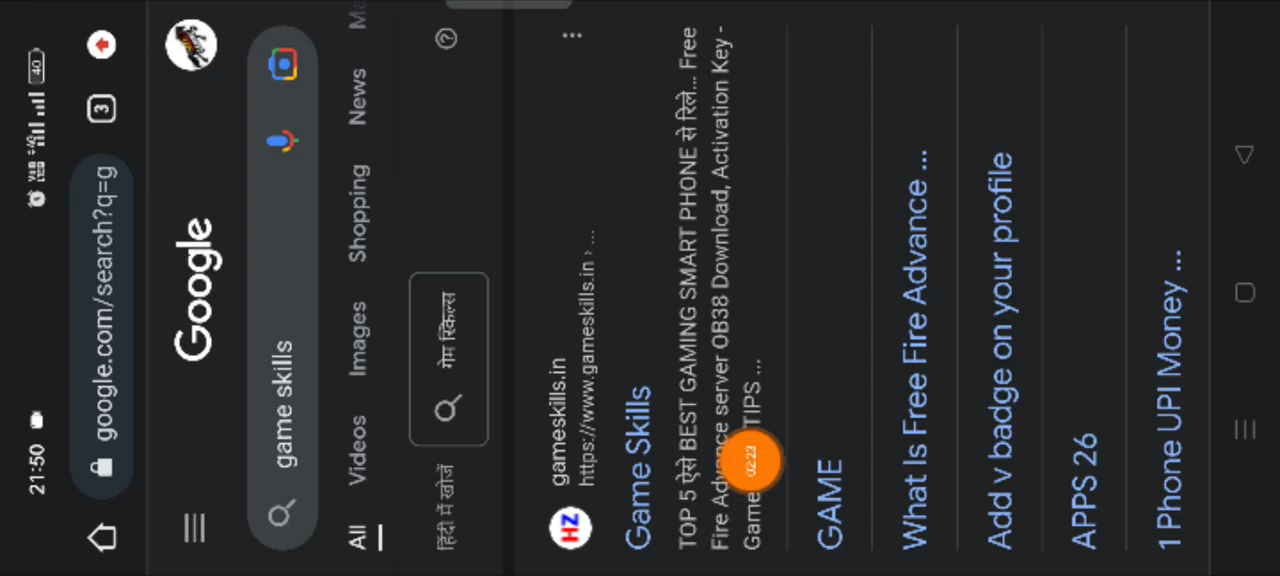 21:50
40
google.com/search?q=g
3
Google
game skills
All
Videos
Images
Shopping
News
हिंदी में खोजें
गेम स्किल्स
HZ
gameskills.in
https://www.gameskills.in › ...
Game Skills
TOP 5 ऐसे BEST GAMING SMART PHONE से रिले... Free
Fire Advance server OB38 Download, Activation Key -
Game TIPS ...
02:23
GAME
What Is Free Fire Advance ...
Add v badge on your profile
APPS 26
1 Phone UPI Money ...